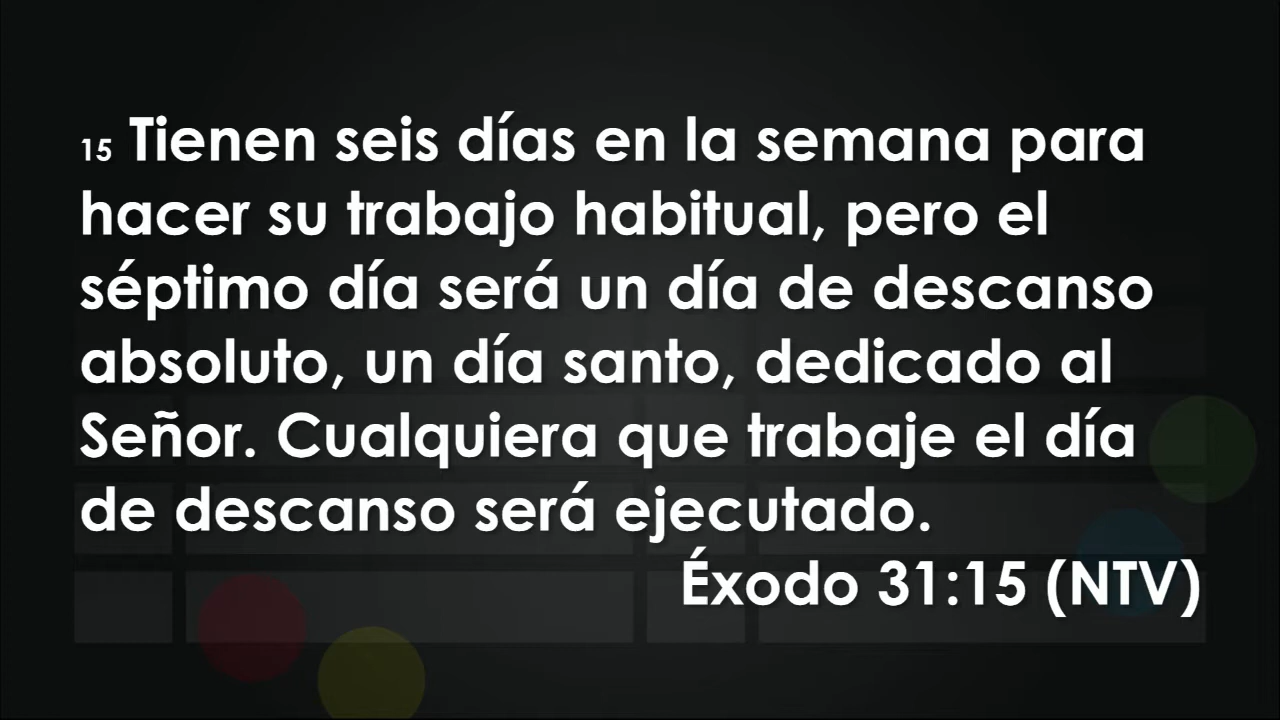 15 Tienen seis días en la semana para
hacer su trabajo habitual, pero el
séptimo día será un día de descanso
absoluto, un día santo, dedicado al
Señor. Cualquiera que trabaje el día
de descanso será ejecutado.
Éxodo 31:15 (NTV)